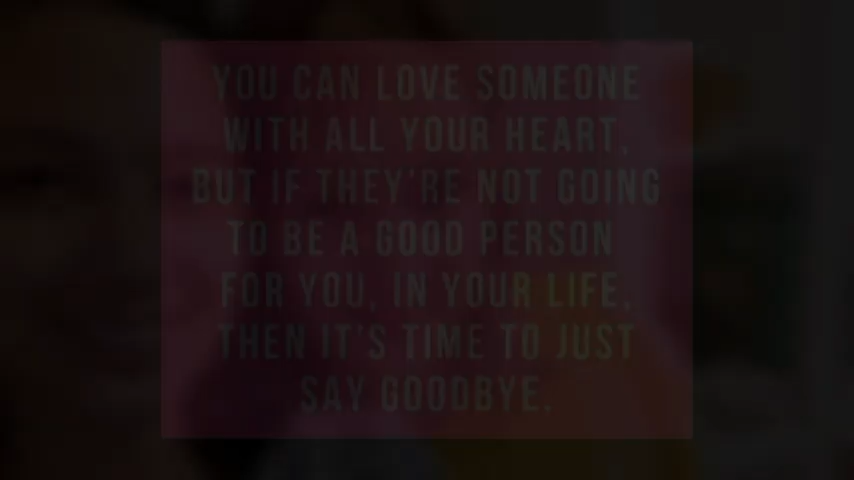 YOU CAN LOVE SOMEONE
WITH ALL YOUR HEART,
BUT IF THEY'RE NOT GOING
TO BE A GOOD PERSON
FOR YOU, IN YOUR LIFE,
THEN IT'S TIME TO JUST
SAY GOODBYE.